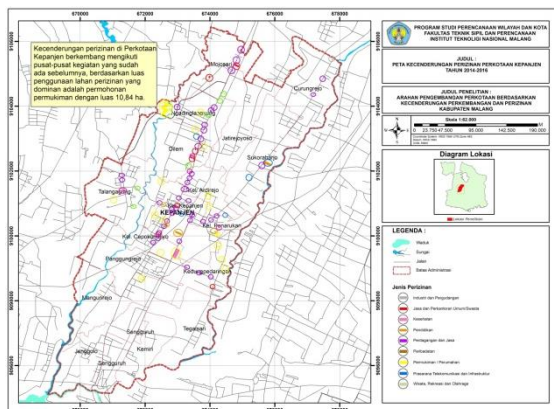 Kecenderungan perizinan di Perkotaan
Kepanjen berkembang mengikuti
pusat-pusat kegiatan yang sudah
ada sebelumnya, berdasarkan luas
penggunaan lahan perizinan yang
dominan adalah permohonan
permukiman dengan luas 10,84 ha.
Mojosari
Curungrejo
Ngadilangkung
Jatirejoyoso
Dilem
Sukoraharjo
Talangagung
Kel. Ardirejo
Kel. Kepanjen
KEPANJEN
Kel. Penarukan
Kel. Cepokomulyo
Panggungrejo
Kedungpedaringan
Mangunrejo
Tegalsari
Sengguruh
Jenggolo
Kemiri
Sengguruh
PROGRAM STUDI PERENCANAAN WILAYAH DAN KOTA
FAKULTAS TEKNIK SIPIL DAN PERENCANAAN
INSTITUT TEKNOLOGI NASIONAL MALANG
JUDUL :
PETA KECENDERUNGAN PERIZINAN PERKOTAAN KEPANJEN
TAHUN 2014-2016
JUDUL PENELITIAN :
ARAHAN PENGEMBANGAN PERKOTAAN BERDASARKAN
KECENDERUNGAN PERKEMBANGAN DAN PERIZINAN
KABUPATEN MALANG
Diagram Lokasi
LEGENDA :
Waduk
Sungai
Jalan
Batas Administrasi
Jenis Perizinan
Industri dan Pergudangan
Jasa dan Perkantoran Umum/Swasta
Kesehatan
Pendidikan
Perdagangan dan Jasa
Peribadatan
Permukiman / Perumahan
Prasarana Telekomunikasi dan Infrastruktur
Wisata, Rekreasi dan Olahraga